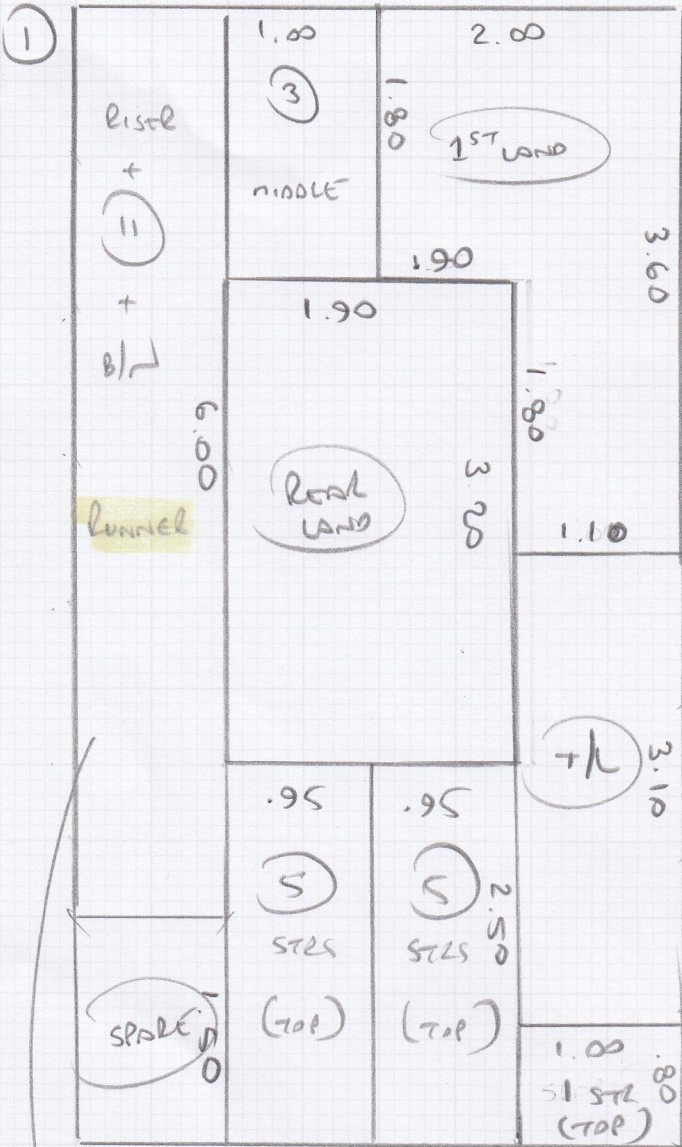 1
RISER
+
11
+
B/
RUNNER
6.00
SPARE
1.50
1.00
3
MIDDLE
1.80
2.00
1ST LAND
3.60
.90
1.90
REAR
LAND
3.20
1.80
1.10
3.10
.95
5
STRS
(TOP)
.95
5
STRS
(TOP)
2.50
1.00
.80
1 STR
(TOP)